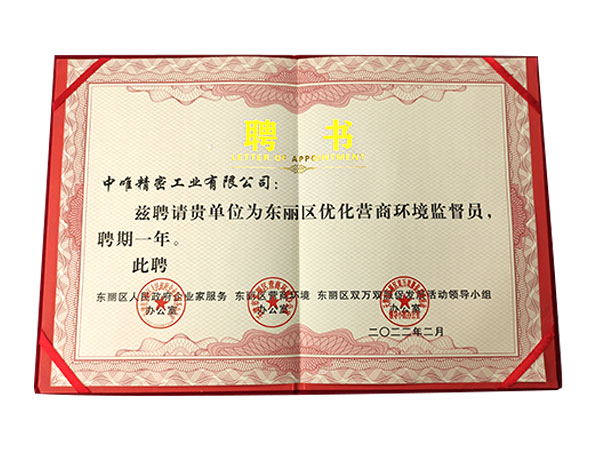 聘 书
LETTER OF APPOINTMENT
中唯精密工业有限公司：
兹聘请贵单位为东丽区优化营商环境监督员，
聘期一年。
此聘
东丽区人民政府企业家服务 东丽区营商环境 东丽区双万双服促发展活动领导小组
办公室 办公室 办公室
二〇二二年二月